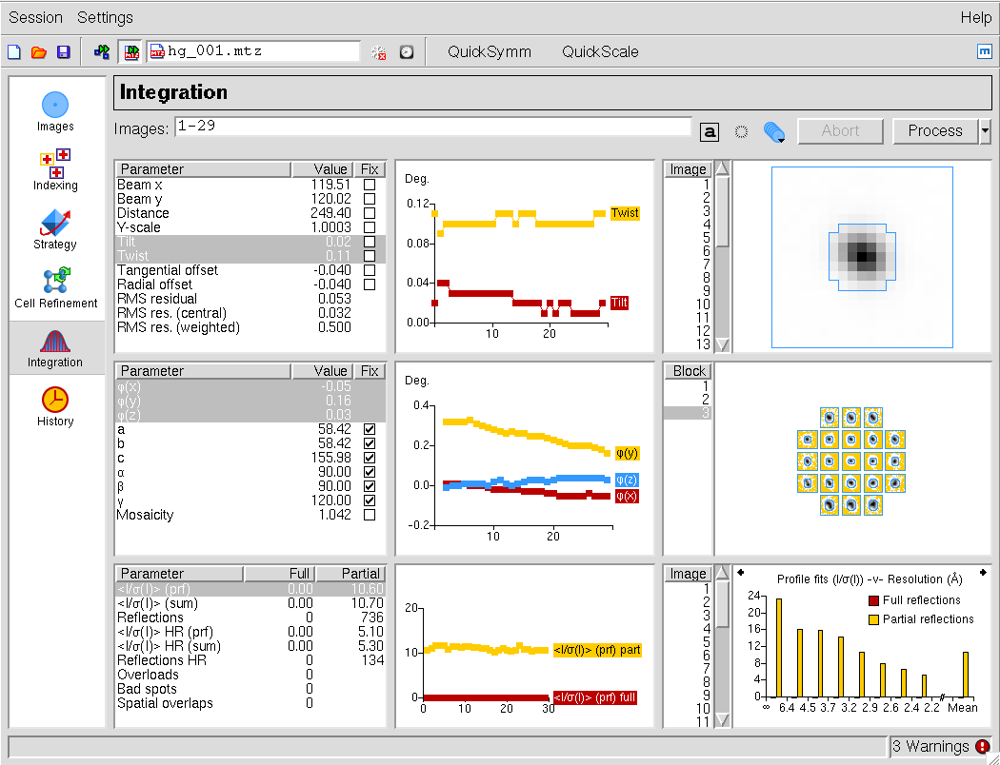 Session Settings Help
hg_001.mtz QuickSymm QuickScale
Integration
Images: 1-29 a Abort Process
Images
Indexing
Strategy
Cell Refinement
Integration
History
Parameter Value Fix
Beam x 119.51
Beam y 120.02
Distance 249.40
Y-scale 1.0003
Tilt 0.02
Twist 0.11
Tangential offset -0.040
Radial offset -0.040
RMS residual 0.053
RMS res. (central) 0.032
RMS res. (weighted) 0.500
Deg.
0.12
0.08
0.04
0.00
10 20
Twist
Tilt
Image
1
2
3
4
5
6
7
8
9
10
11
12
13
Parameter Value Fix
φ(x) -0.05
φ(y) 0.16
φ(z) 0.03
a 58.42
b 58.42
c 155.98
α 90.00
β 90.00
γ 120.00
Mosaicity 1.042
Deg.
0.4
0.2
0.0
-0.2
10 20
φ(y)
φ(z)
φ(x)
Block
1
2
3
Parameter Full Partial
<I/σ(I)> (prf) 0.00 10.60
<I/σ(I)> (sum) 0.00 10.70
Reflections 0 736
<I/σ(I)> HR (prf) 0.00 5.10
<I/σ(I)> HR (sum) 0.00 5.30
Reflections HR 0 134
Overloads 0
Bad spots 0
Spatial overlaps 0
20
10
0
0 10 20 30
<I/σ(I)> (prf) part
<I/σ(I)> (prf) full
Image
1
2
3
4
5
6
7
8
9
10
11
Profile fits (I/σ(I)) -v- Resolution (Å)
Full reflections
Partial reflections
24
20
16
12
8
4
∞ 6.4 4.5 3.7 3.2 2.9 2.6 2.4 2.2 Mean
3 Warnings